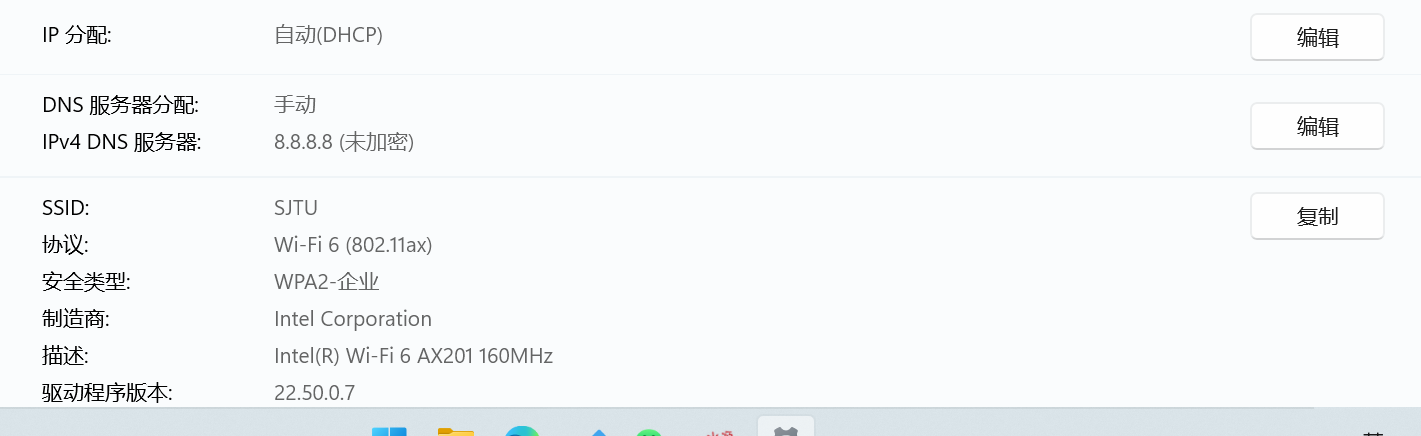 IP 分配: 自动(DHCP) 编辑
DNS 服务器分配: 手动
编辑
IPv4 DNS 服务器: 8.8.8.8 (未加密)
SSID: SJTU 复制
协议: Wi-Fi 6 (802.11ax)
安全类型: WPA2-企业
制造商: Intel Corporation
描述: Intel(R) Wi-Fi 6 AX201 160MHz
驱动程序版本: 22.50.0.7